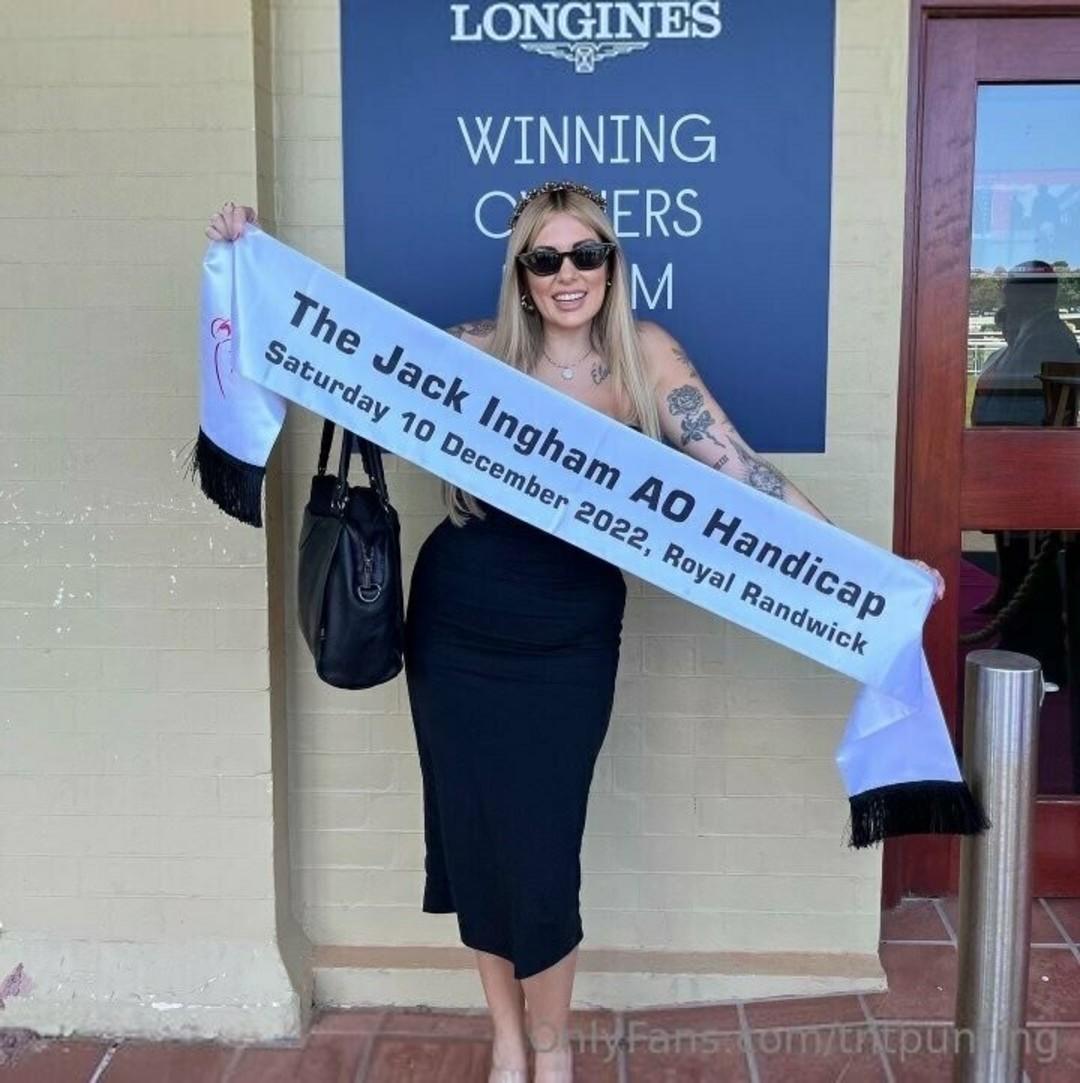 LONGINES
WINNING
The Jack Ingham AO Handicap
Saturday 10 December 2022, Royal Randwick